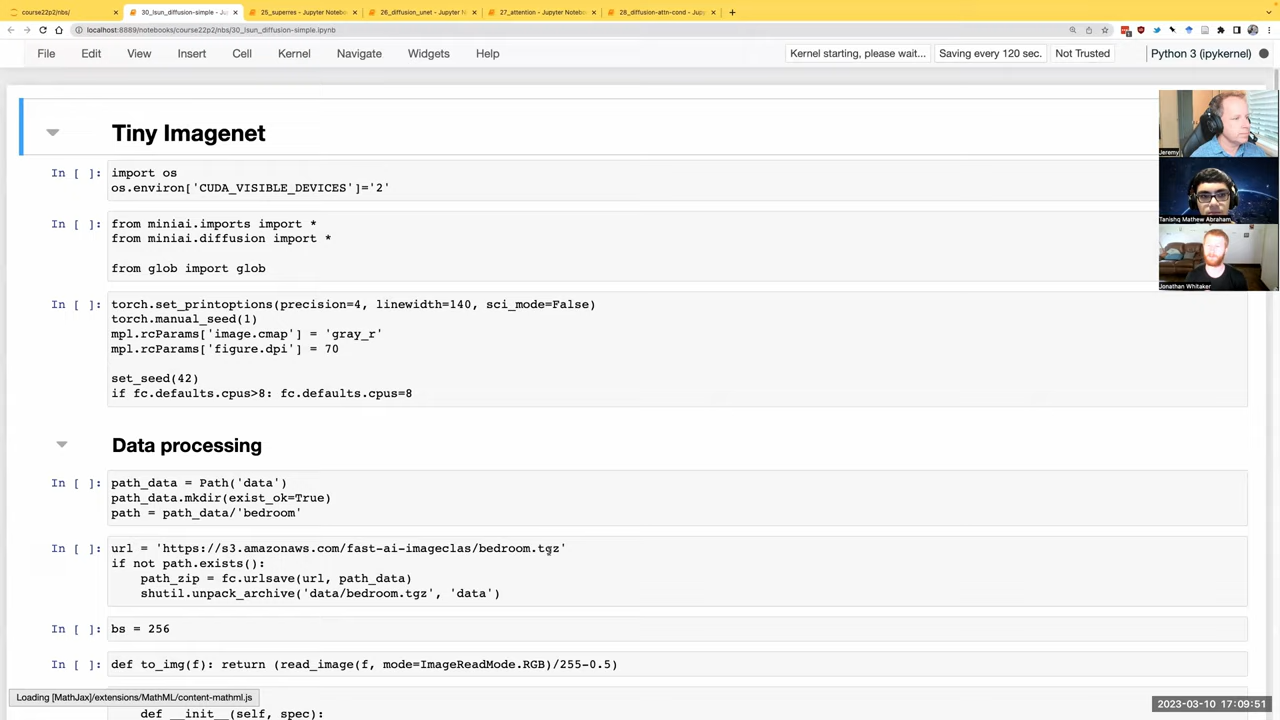 course22p2/nbs/
30_lsun_diffusion-simple - Ju
25_superres - Jupyter Notebo
26_diffusion_unet - Jupyter N
27_attention - Jupyter Notebo
28_diffusion-attn-cond - Jup
localhost:8889/notebooks/course22p2/nbs/30_lsun_diffusion-simple.ipynb
File Edit View Insert Cell Kernel Navigate Widgets Help
Kernel starting, please wait... Saving every 120 sec. Not Trusted Python 3 (ipykernel)
Tiny Imagenet
In [ ]: import os
os.environ['CUDA_VISIBLE_DEVICES']='2'
In [ ]: from miniai.imports import *
from miniai.diffusion import *
from glob import glob
In [ ]: torch.set_printoptions(precision=4, linewidth=140, sci_mode=False)
torch.manual_seed(1)
mpl.rcParams['image.cmap'] = 'gray_r'
mpl.rcParams['figure.dpi'] = 70
set_seed(42)
if fc.defaults.cpus>8: fc.defaults.cpus=8
Data processing
In [ ]: path_data = Path('data')
path_data.mkdir(exist_ok=True)
path = path_data/'bedroom'
In [ ]: url = 'https://s3.amazonaws.com/fast-ai-imageclas/bedroom.tgz'
if not path.exists():
path_zip = fc.urlsave(url, path_data)
shutil.unpack_archive('data/bedroom.tgz', 'data')
In [ ]: bs = 256
In [ ]: def to_img(f): return (read_image(f, mode=ImageReadMode.RGB)/255-0.5)
def __init__(self, spec):
Loading [MathJax]/extensions/MathML/content-mathml.js
Jeremy
Tanishq Mathew Abraham
Jonathan Whitaker
2023-03-10 17:09:51